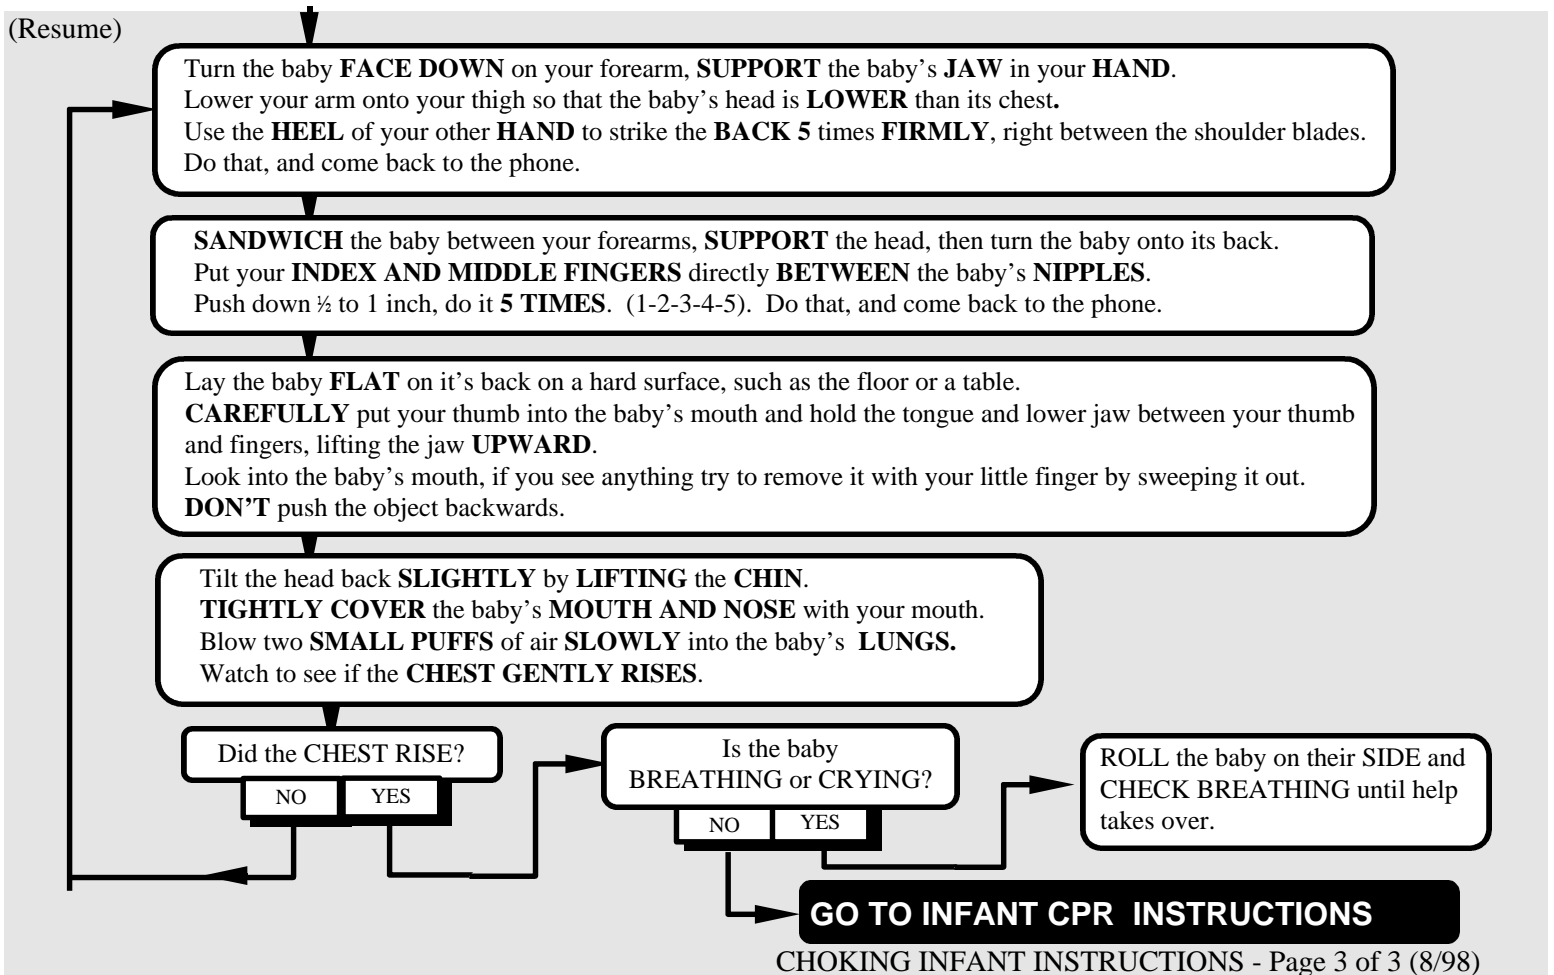 (Resume)
Turn the baby FACE DOWN on your forearm, SUPPORT the baby's JAW in your HAND.
Lower your arm onto your thigh so that the baby's head is LOWER than its chest.
Use the HEEL of your other HAND to strike the BACK 5 times FIRMLY, right between the shoulder blades.
Do that, and come back to the phone.
SANDWICH the baby between your forearms, SUPPORT the head, then turn the baby onto its back.
Put your INDEX AND MIDDLE FINGERS directly BETWEEN the baby's NIPPLES.
Push down ½ to 1 inch, do it 5 TIMES. (1-2-3-4-5). Do that, and come back to the phone.
Lay the baby FLAT on it's back on a hard surface, such as the floor or a table.
CAREFULLY put your thumb into the baby's mouth and hold the tongue and lower jaw between your thumb
and fingers, lifting the jaw UPWARD.
Look into the baby's mouth, if you see anything try to remove it with your little finger by sweeping it out.
DON'T push the object backwards.
Tilt the head back SLIGHTLY by LIFTING the CHIN.
TIGHTLY COVER the baby's MOUTH AND NOSE with your mouth.
Blow two SMALL PUFFS of air SLOWLY into the baby's LUNGS.
Watch to see if the CHEST GENTLY RISES.
Did the CHEST RISE?
NO YES
Is the baby
BREATHING or CRYING?
NO YES
ROLL the baby on their SIDE and
CHECK BREATHING until help
takes over.
GO TO INFANT CPR INSTRUCTIONS
CHOKING INFANT INSTRUCTIONS - Page 3 of 3 (8/98)